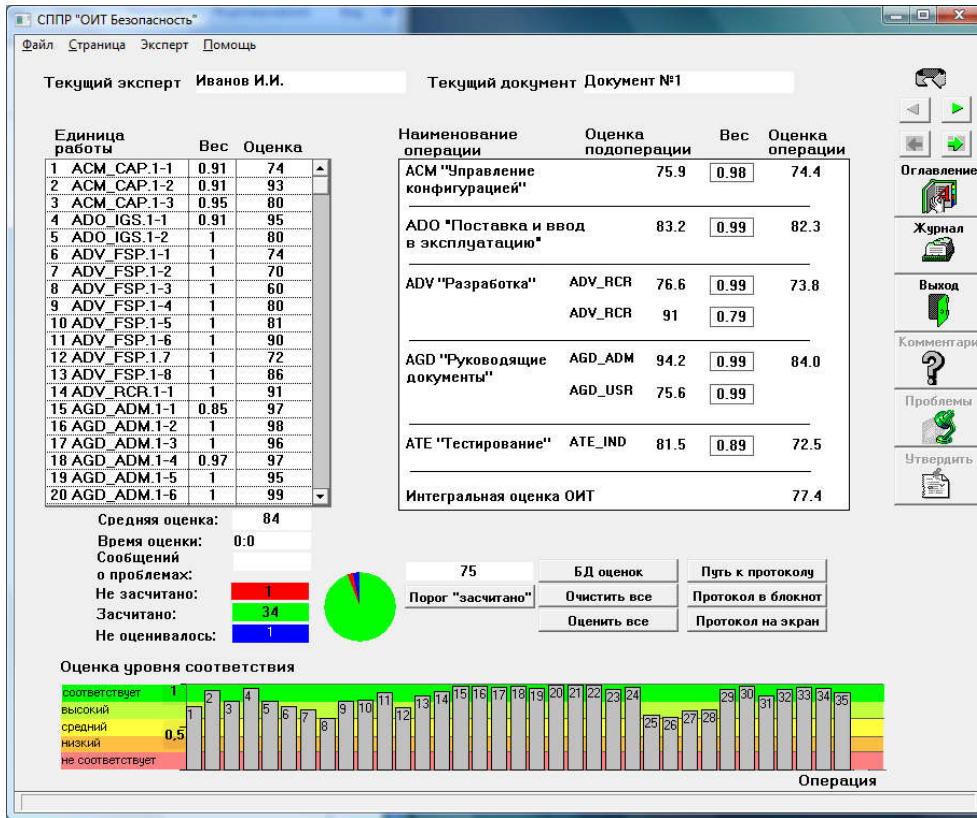 СППР "ОИТ Безопасность"
Файл Страница Эксперт Помощь
Текущий эксперт Иванов И.И. Текущий документ Документ №1
Единица работы Вес Оценка
1 ACM_CAP.1-1 0.91 74
2 ACM_CAP.1-2 0.91 93
3 ACM_CAP.1-3 0.95 80
4 ADO_IGS.1-1 0.91 95
5 ADO_IGS.1-2 1 80
6 ADV_FSP.1-1 1 74
7 ADV_FSP.1-2 1 70
8 ADV_FSP.1-3 1 60
9 ADV_FSP.1-4 1 80
10 ADV_FSP.1-5 1 81
11 ADV_FSP.1-6 1 90
12 ADV_FSP.1.7 1 72
13 ADV_FSP.1-8 1 86
14 ADV_RCR.1-1 1 91
15 AGD_ADM.1-1 0.85 97
16 AGD_ADM.1-2 1 98
17 AGD_ADM.1-3 1 96
18 AGD_ADM.1-4 0.97 97
19 AGD_ADM.1-5 1 95
20 AGD_ADM.1-6 1 99
Наименование операции Оценка подоперации Вес Оценка операции
ACM "Управление 75.9 0.98 74.4
конфигурацией"
ADO "Поставка и ввод 83.2 0.99 82.3
в эксплуатацию"
ADV "Разработка" ADV_RCR 76.6 0.99 73.8
ADV_RCR 91 0.79
AGD "Руководящие AGD_ADM 94.2 0.99 84.0
документы"
AGD_USR 75.6 0.99
ATE "Тестирование" ATE_IND 81.5 0.89 72.5
Интегральная оценка ОИТ 77.4
Оглавление
Журнал
Выход
Комментари
Проблемы
Утвердить
Средняя оценка: 84
Время оценки: 0:0
Сообщений
о проблемах:
Не засчитано: 1
Засчитано: 34
Не оценивалось: 1
75
Порог "засчитано"
БД оценок Путь к протоколу
Очистить все Протокол в блокнот
Оценить все Протокол на экран
Оценка уровня соответствия
соответствует 1
высокий
средний 0,5
низкий
не соответствует
1 2 3 4 5 6 7 8 9 10 11 12 13 14 15 16 17 18 19 20 21 22 23 24 25 26 27 28 29 30 31 32 33 34 35
Операция